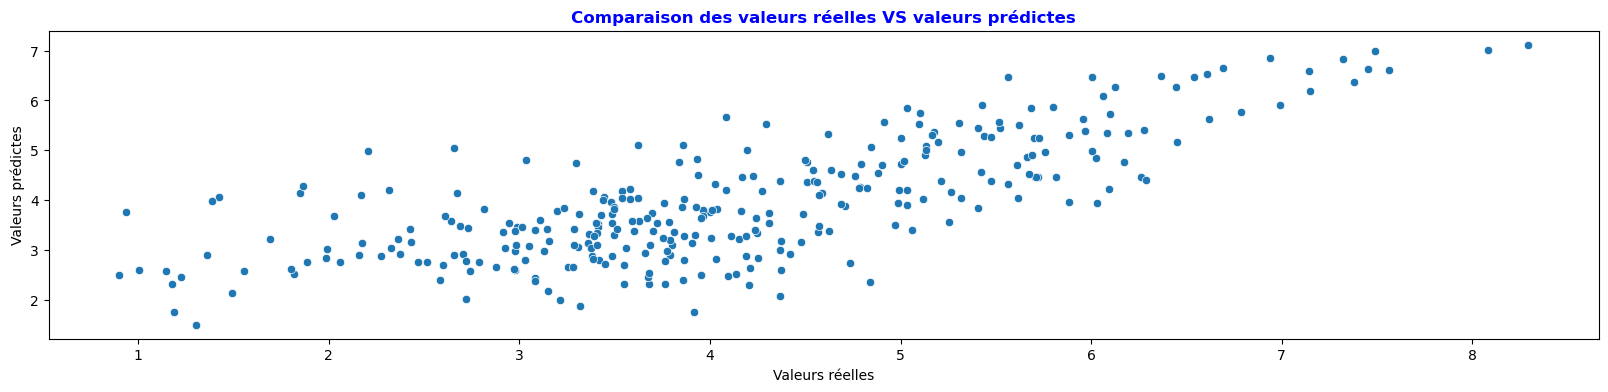 Comparaison des valeurs réelles VS valeurs prédictes
Valeurs prédictes
7
6
5
4
3
2
1 2 3 4 5 6 7 8
Valeurs réelles